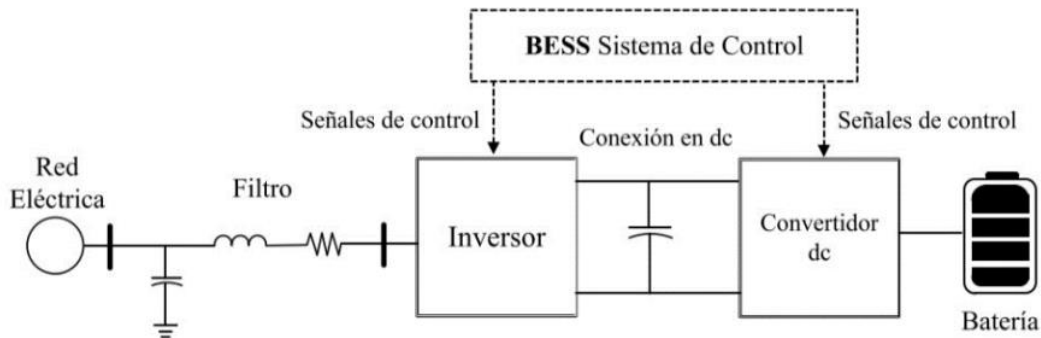 BESS Sistema de Control
Señales de control
Señales de control
Conexión en dc
Red
Eléctrica
Filtro
Inversor
Convertidor
dc
Batería